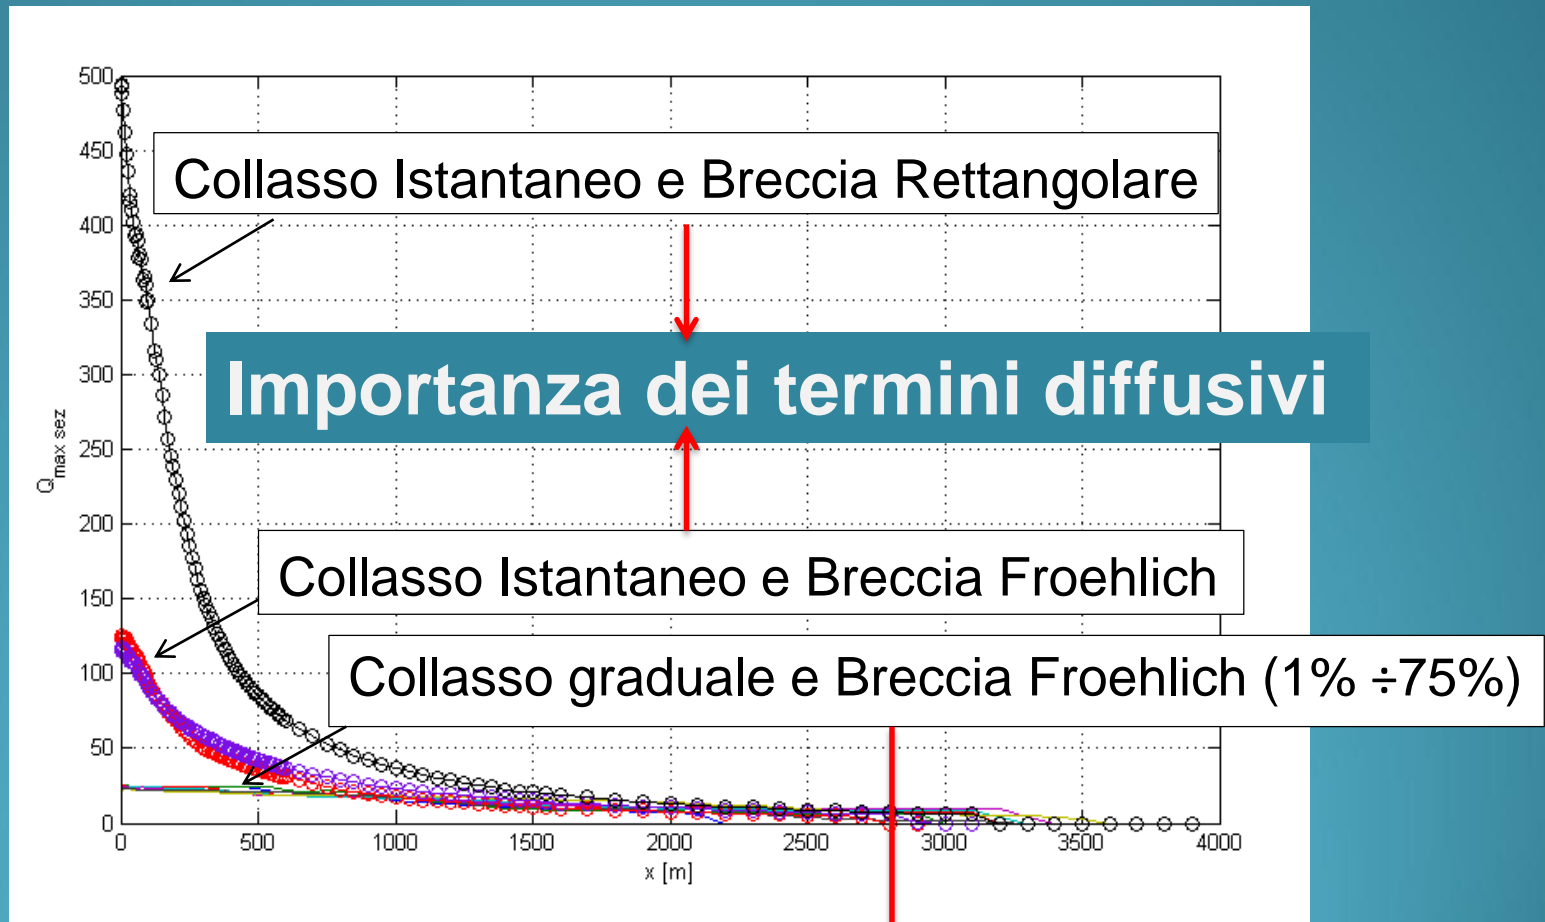 500
450
Collasso Istantaneo e Breccia Rettangolare
400
350
300
Importanza dei termini diffusivi
250
Q max sez
200
Collasso Istantaneo e Breccia Froehlich
150
Collasso graduale e Breccia Froehlich (1% ÷75%)
100
50
0
0 500 1000 1500 2000 2500 3000 3500 4000
x [m]